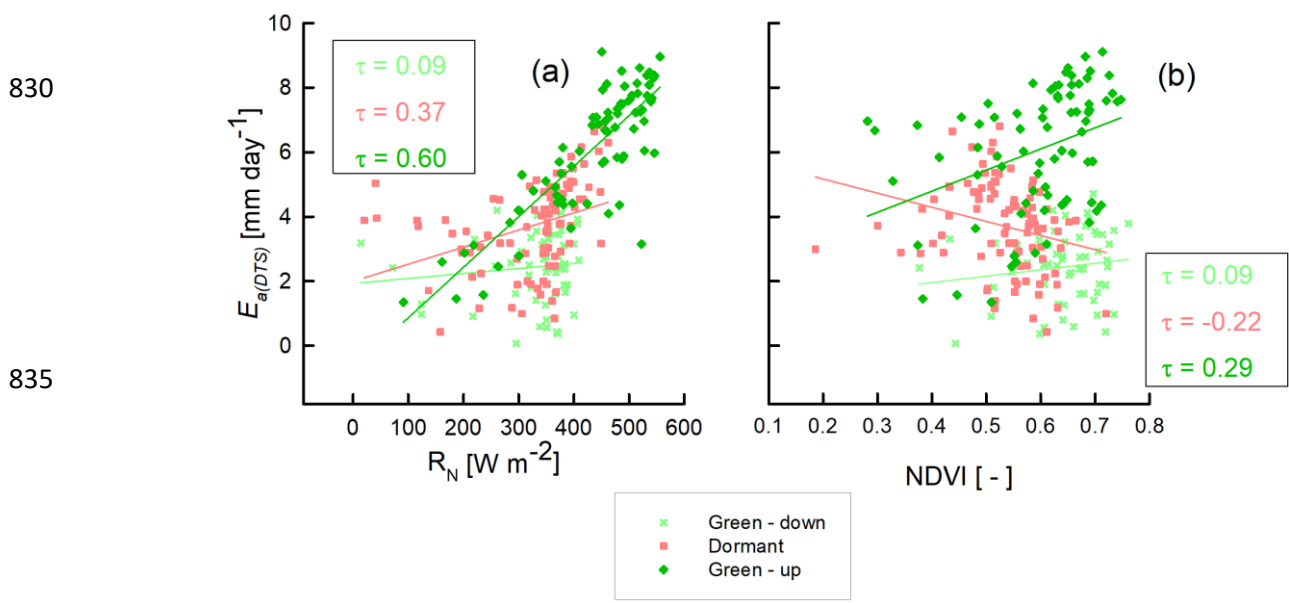 830
835
E_a(DTS) [mm day⁻¹]
10
8
6
4
2
0
(a)
τ = 0.09
τ = 0.37
τ = 0.60
0 100 200 300 400 500 600
R_N [W m⁻²]
(b)
τ = 0.09
τ = -0.22
τ = 0.29
0.1 0.2 0.3 0.4 0.5 0.6 0.7 0.8
NDVI [ - ]
Green - down
Dormant
Green - up